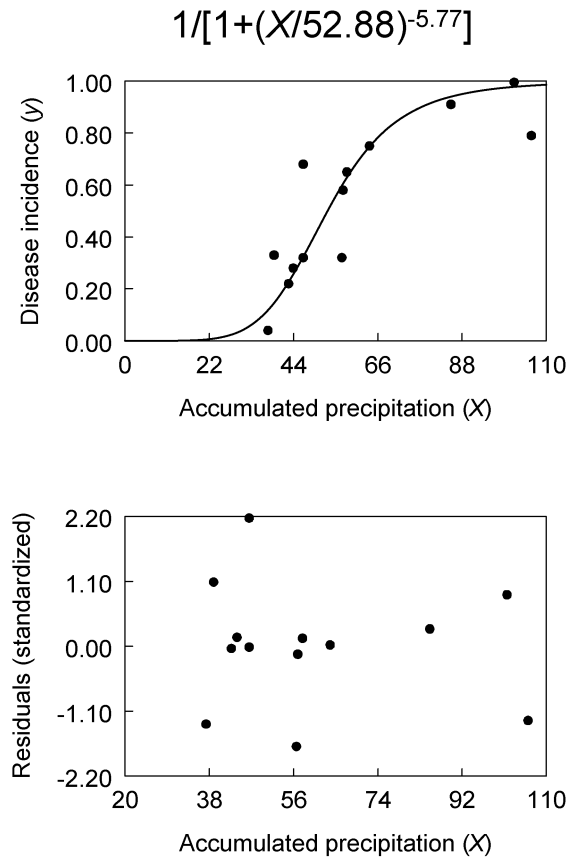 1/[1+(X/52.88)-5.77]
1.00
0.80
0.60
0.40
0.20
0.00
Disease incidence (y)
0 22 44 66 88 110
Accumulated precipitation (X)
2.20
1.10
0.00
-1.10
-2.20
Residuals (standardized)
20 38 56 74 92 110
Accumulated precipitation (X)